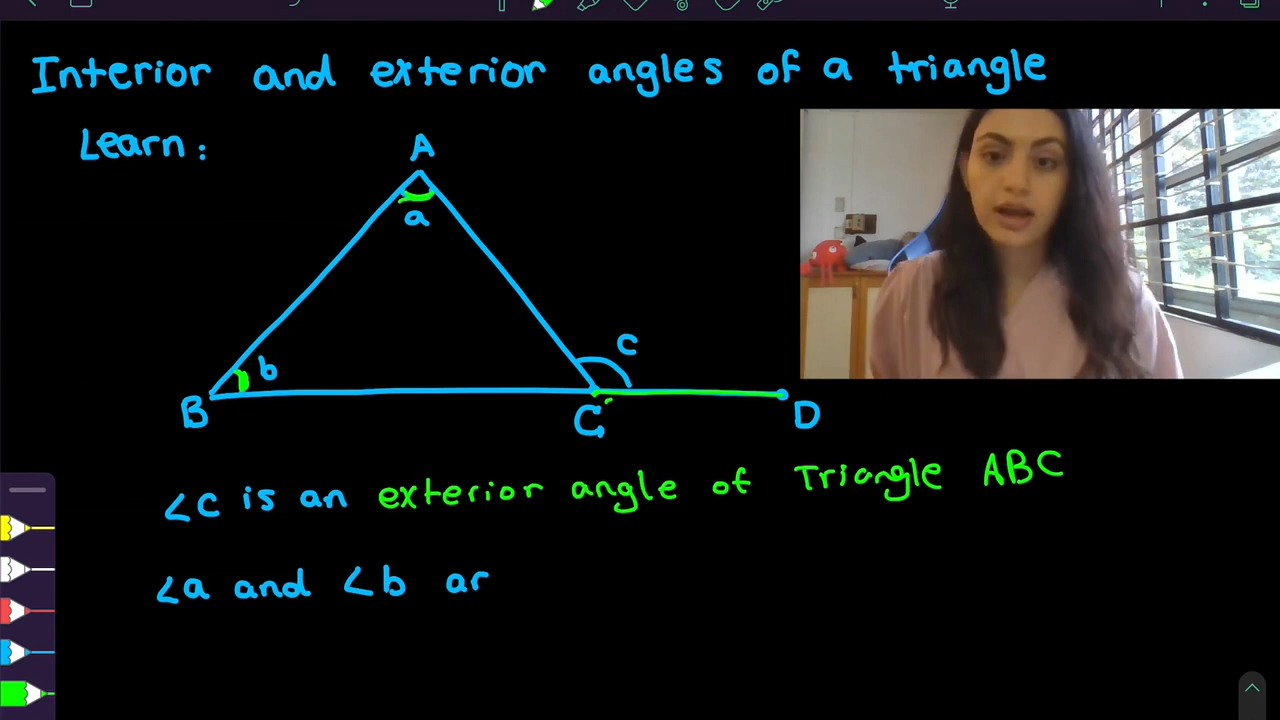 Interior and exterior angles of a triangle
Learn:
A
a
b
c
B
C
D
∠c is an exterior angle of Triangle ABC
∠a and ∠b ar